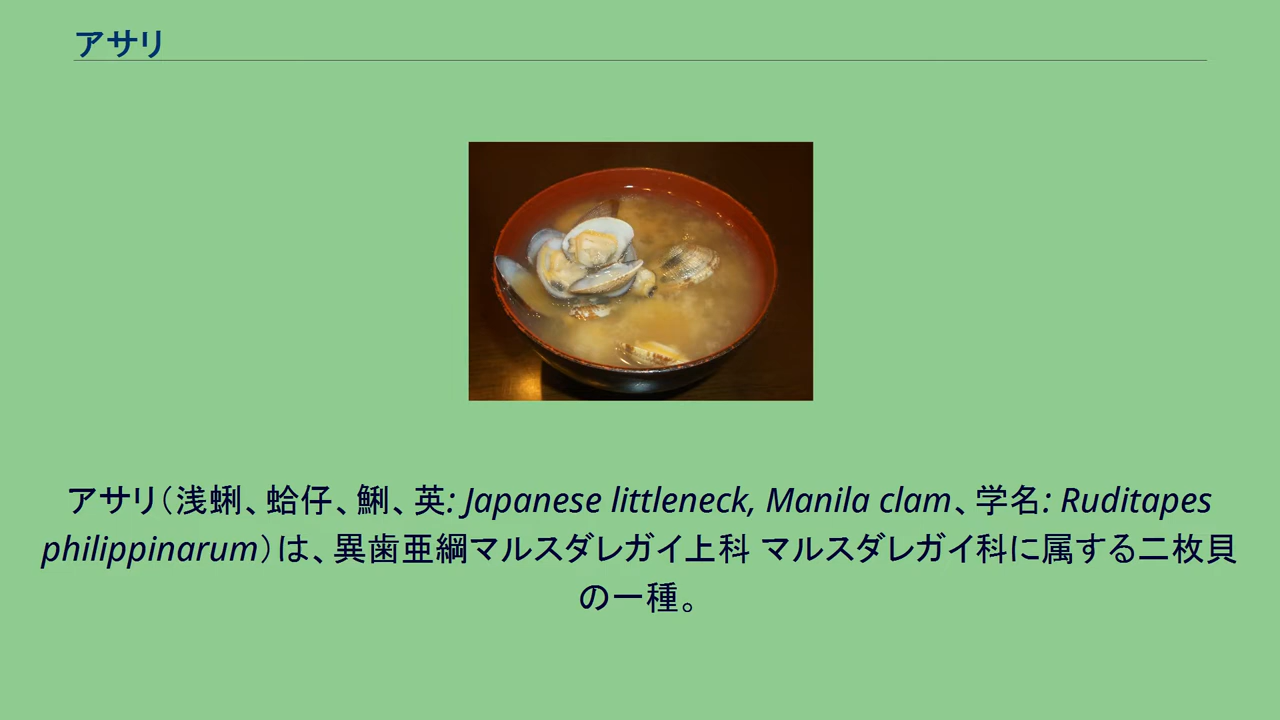 アサリ
アサリ（浅蜊、蛤仔、鯏、英: Japanese littleneck, Manila clam、学名: Ruditapes
philippinarum）は、異歯亜綱マルスダレガイ上科 マルスダレガイ科に属する二枚貝
の一種。